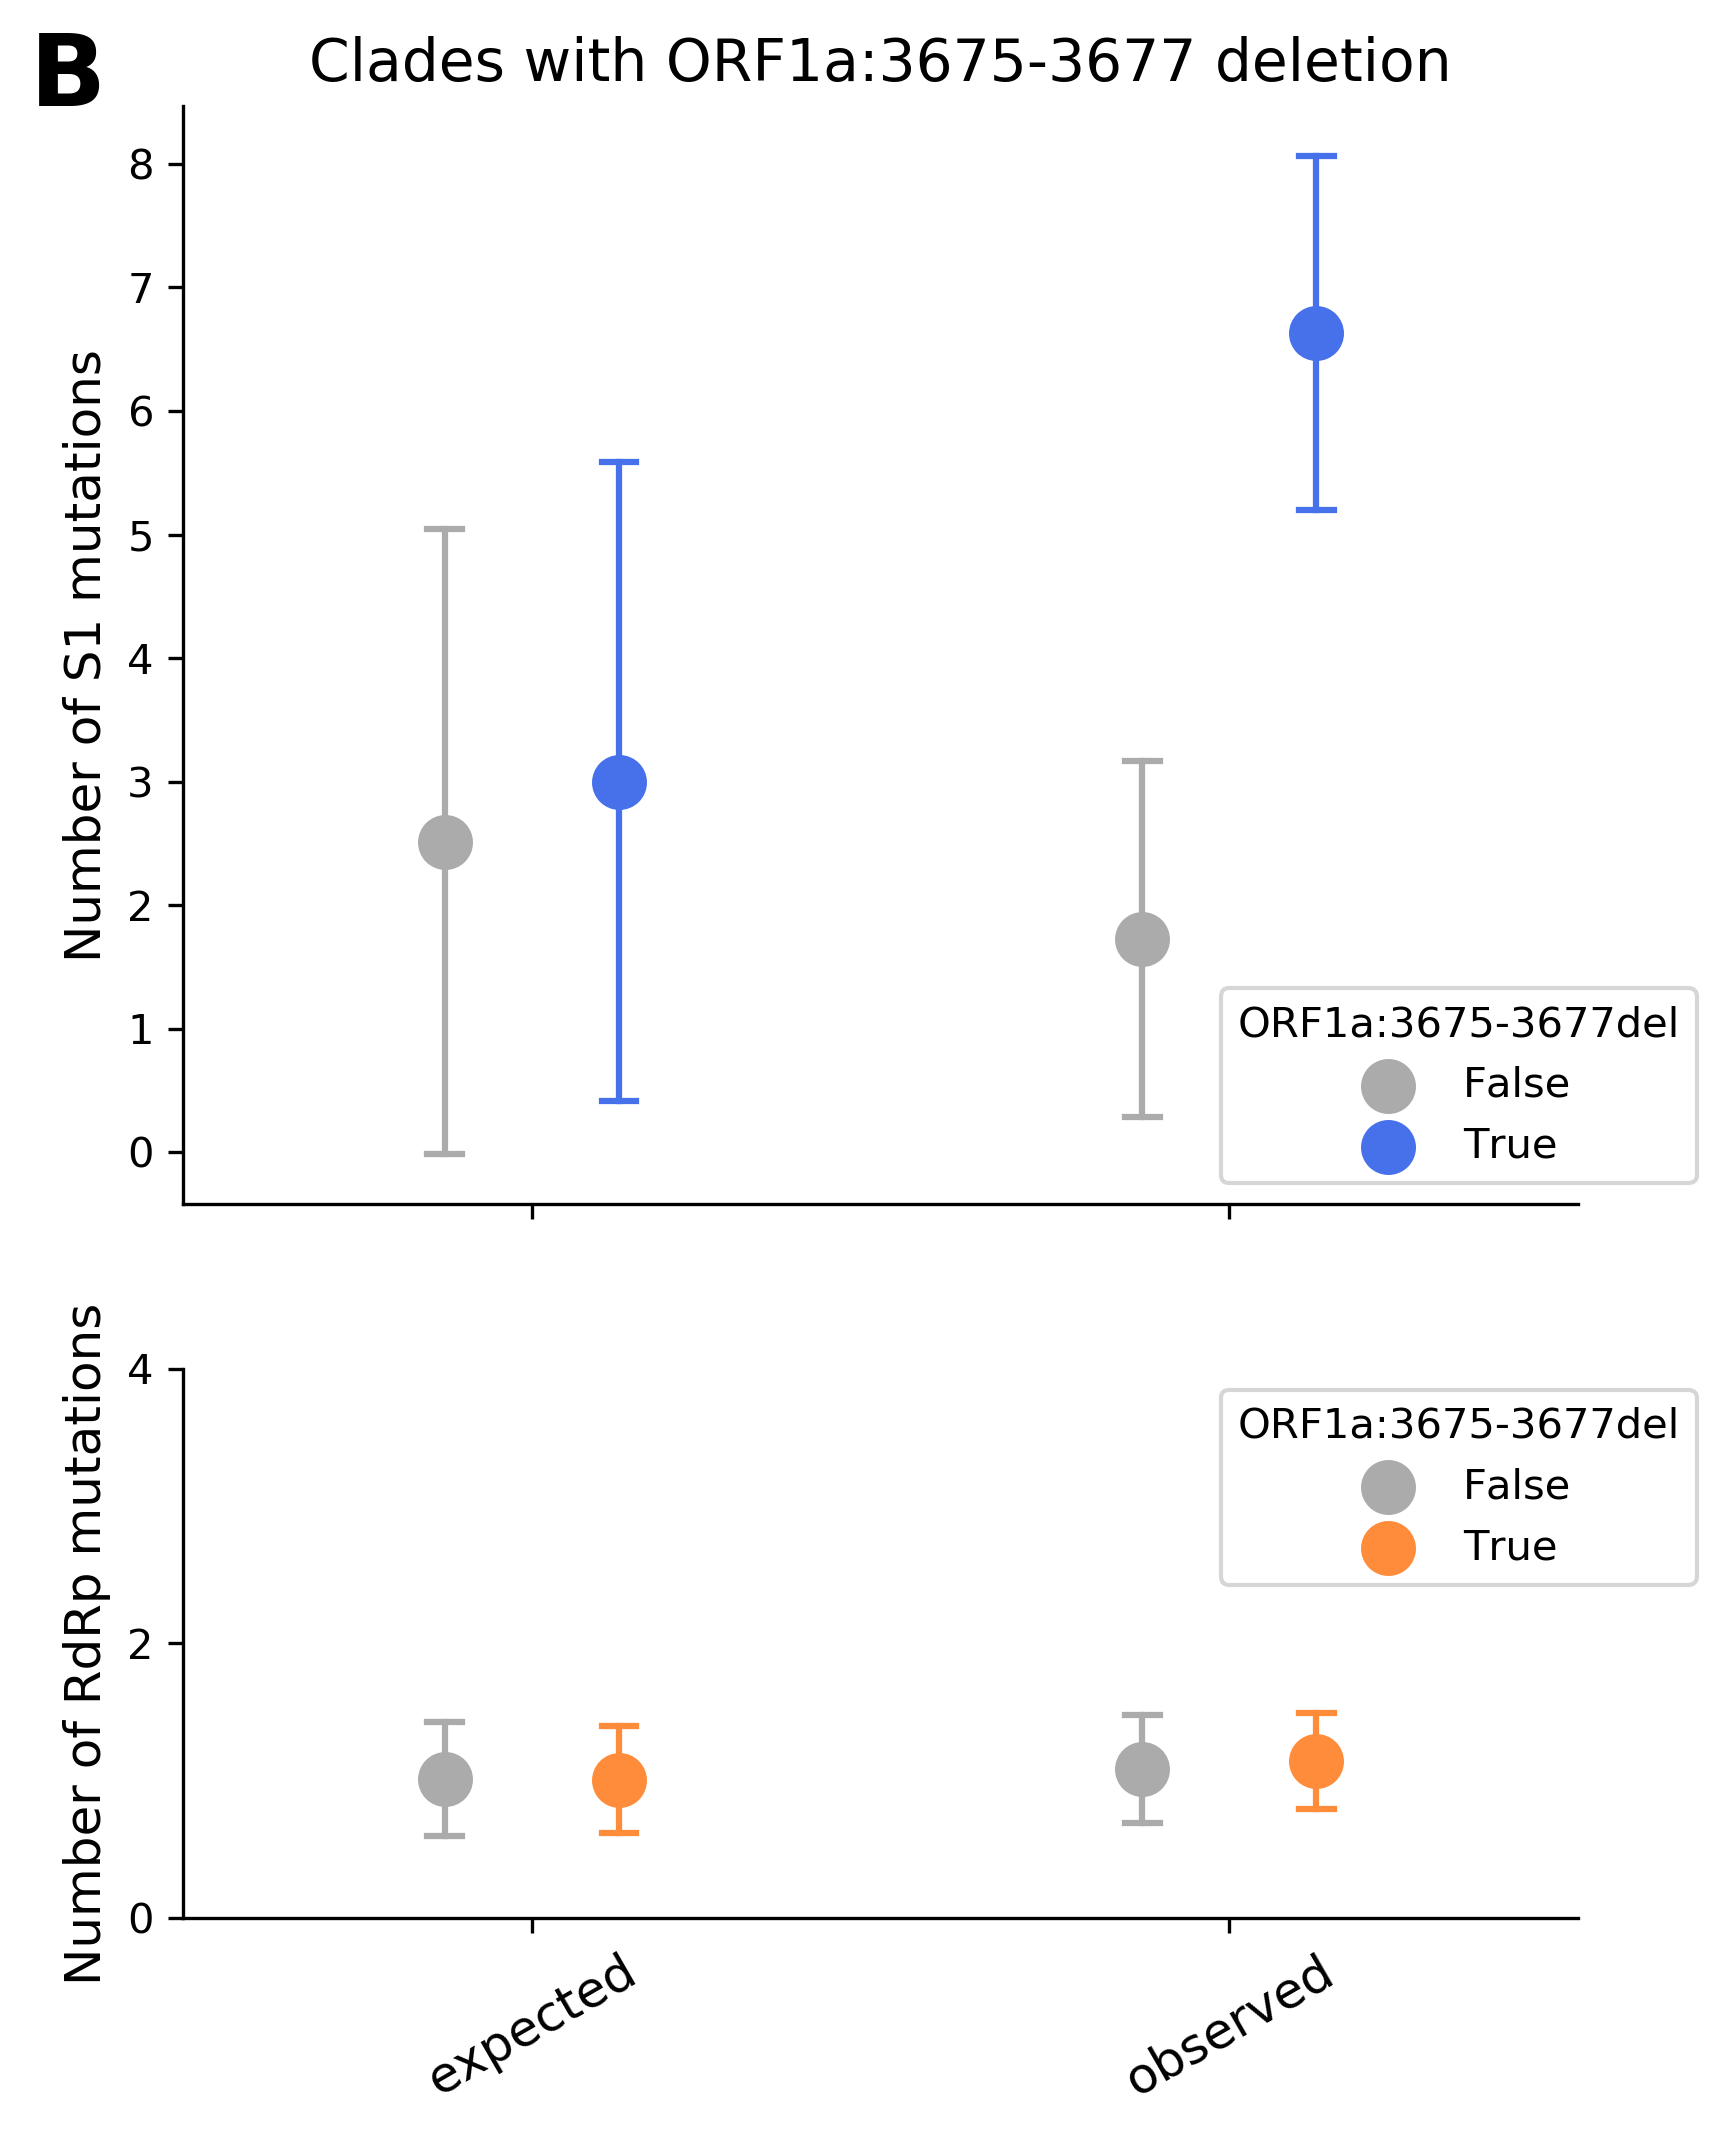 B
Clades with ORF1a:3675-3677 deletion
Number of S1 mutations
8
7
6
5
4
3
2
1
0
ORF1a:3675-3677del
False
True
Number of RdRp mutations
4
2
0
ORF1a:3675-3677del
False
True
expected
observed